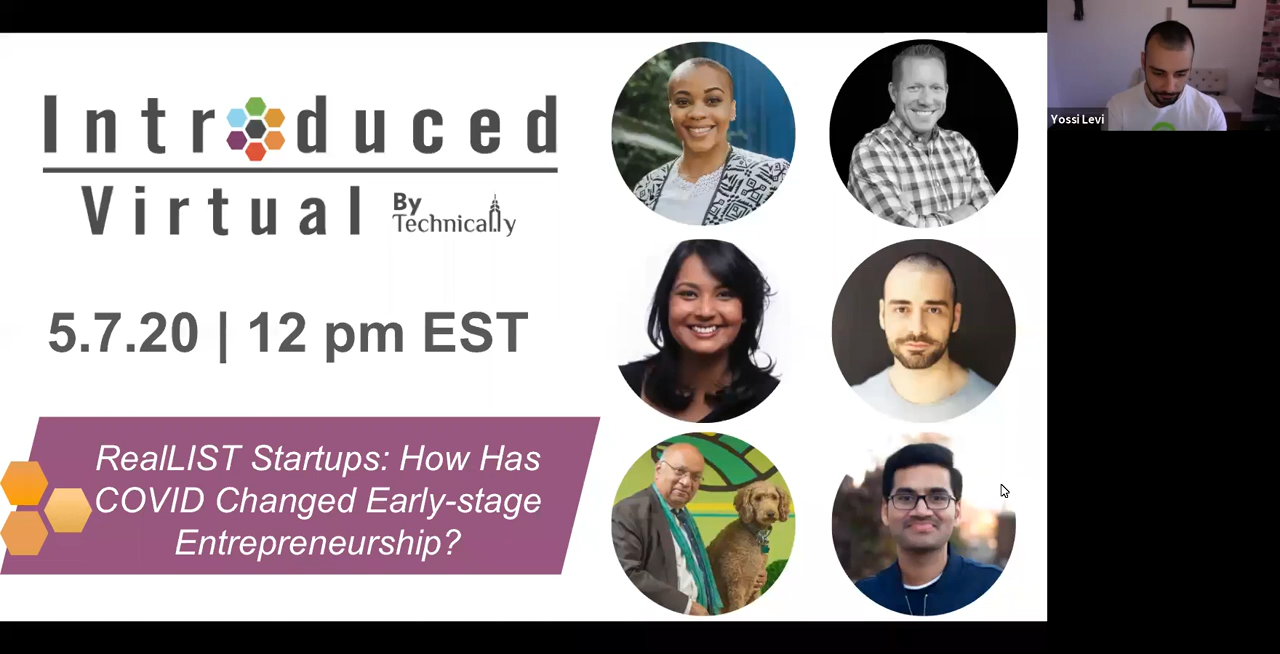 Introduced
Virtual By
Technical.ly
5.7.20 | 12 pm EST
RealLIST Startups: How Has
COVID Changed Early-stage
Entrepreneurship?
Yossi Levi